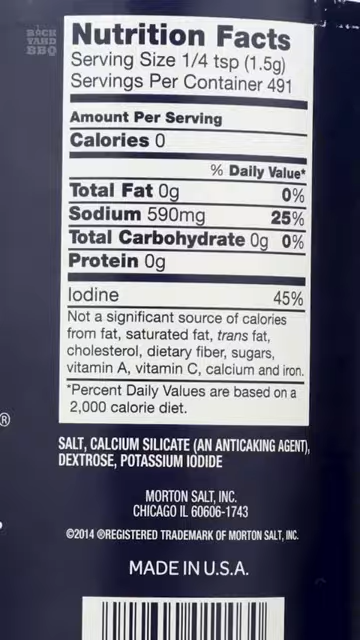 BACK
YARD
BBQ
Nutrition Facts
Serving Size 1/4 tsp (1.5g)
Servings Per Container 491
Amount Per Serving
Calories 0
% Daily Value*
Total Fat 0g 0%
Sodium 590mg 25%
Total Carbohydrate 0g 0%
Protein 0g
Iodine 45%
Not a significant source of calories
from fat, saturated fat, trans fat,
cholesterol, dietary fiber, sugars,
vitamin A, vitamin C, calcium and iron.
*Percent Daily Values are based on a
2,000 calorie diet.
®
SALT, CALCIUM SILICATE (AN ANTICAKING AGENT),
DEXTROSE, POTASSIUM IODIDE
MORTON SALT, INC.
CHICAGO IL 60606-1743
©2014 ®REGISTERED TRADEMARK OF MORTON SALT, INC.
MADE IN U.S.A.